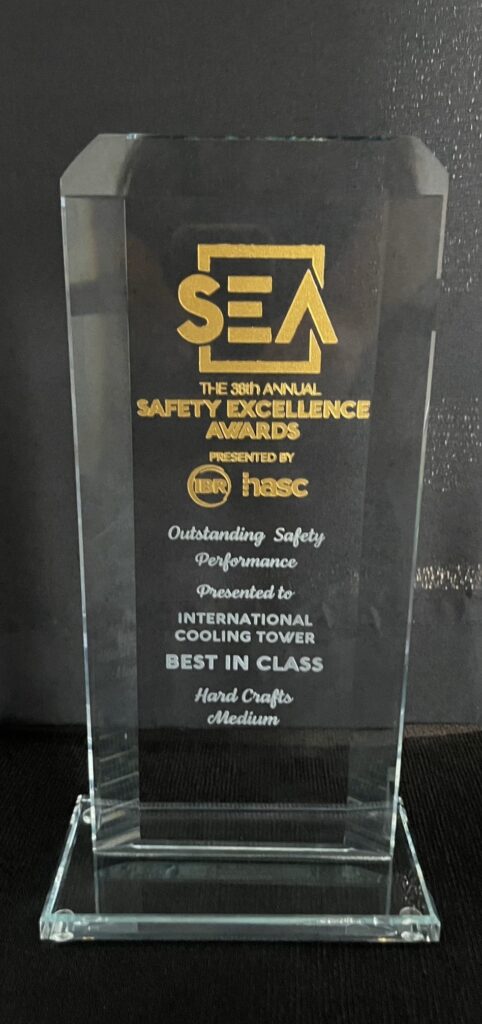 SEA
THE 38th ANNUAL
SAFETY EXCELLENCE
AWARDS
PRESENTED BY
IBR hasc
Outstanding Safety
Performance
Presented to
INTERNATIONAL
COOLING TOWER
BEST IN CLASS
Hard Crafts
Medium